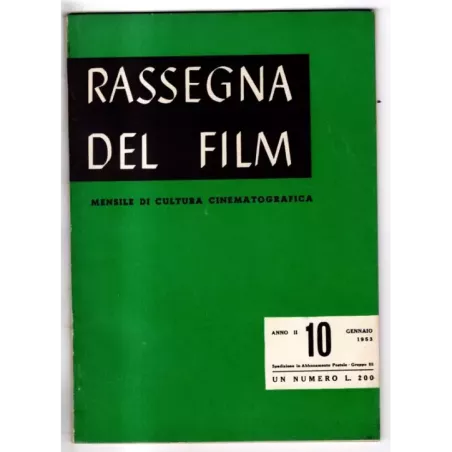 RASSEGNA
DEL FILM
MENSILE DI CULTURA CINEMATOGRAFICA
ANNO II 10 GENNAIO
1953
Spedizione in Abbonamento Postale - Gruppo III
UN NUMERO L. 200